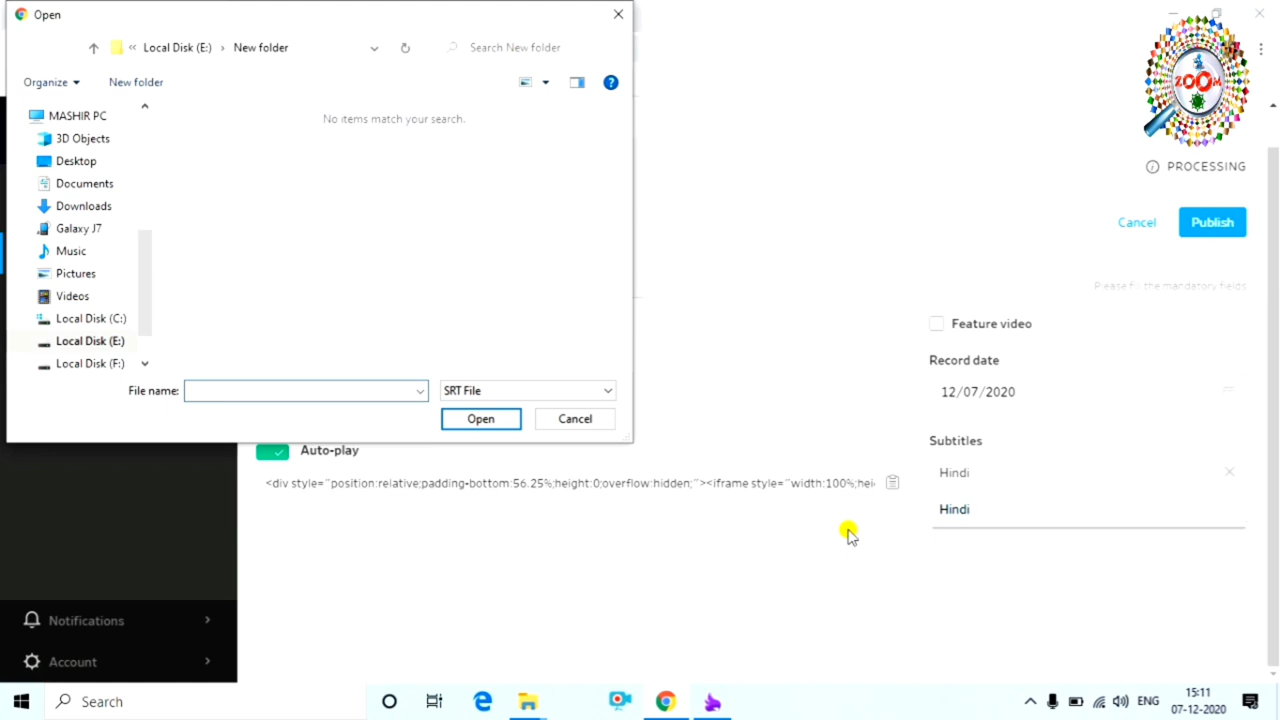 Open
Local Disk (E:) › New folder
Search New folder
Organize
New folder
MASHIR PC
3D Objects
Desktop
Documents
Downloads
Galaxy J7
Music
Pictures
Videos
Local Disk (C:)
Local Disk (E:)
Local Disk (F:)
No items match your search.
File name:
SRT File
Open
Cancel
ZOOM
PROCESSING
Cancel
Publish
Please fill the mandatory fields
Feature video
Record date
12/07/2020
Subtitles
Hindi
Hindi
Auto-play
<div style="position:relative;padding-bottom:56.25%;height:0;overflow:hidden;"><iframe style="width:100%;hei
Notifications
Account
Search
ENG
15:11
07-12-2020